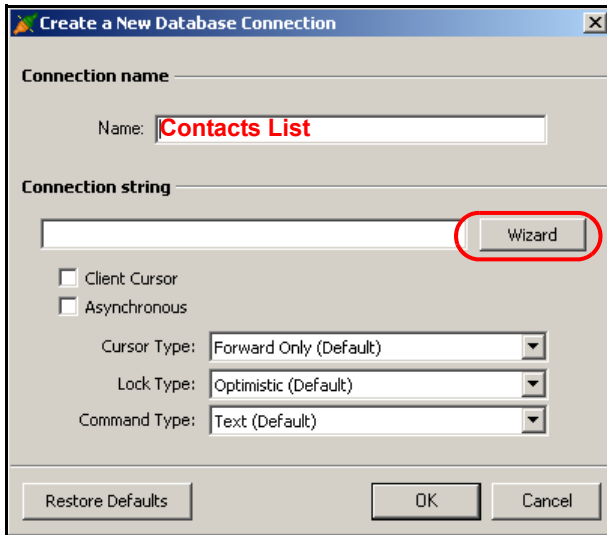 Create a New Database Connection
Connection name
Name: Contacts List
Connection string
Wizard
Client Cursor
Asynchronous
Cursor Type: Forward Only (Default)
Lock Type: Optimistic (Default)
Command Type: Text (Default)
Restore Defaults OK Cancel